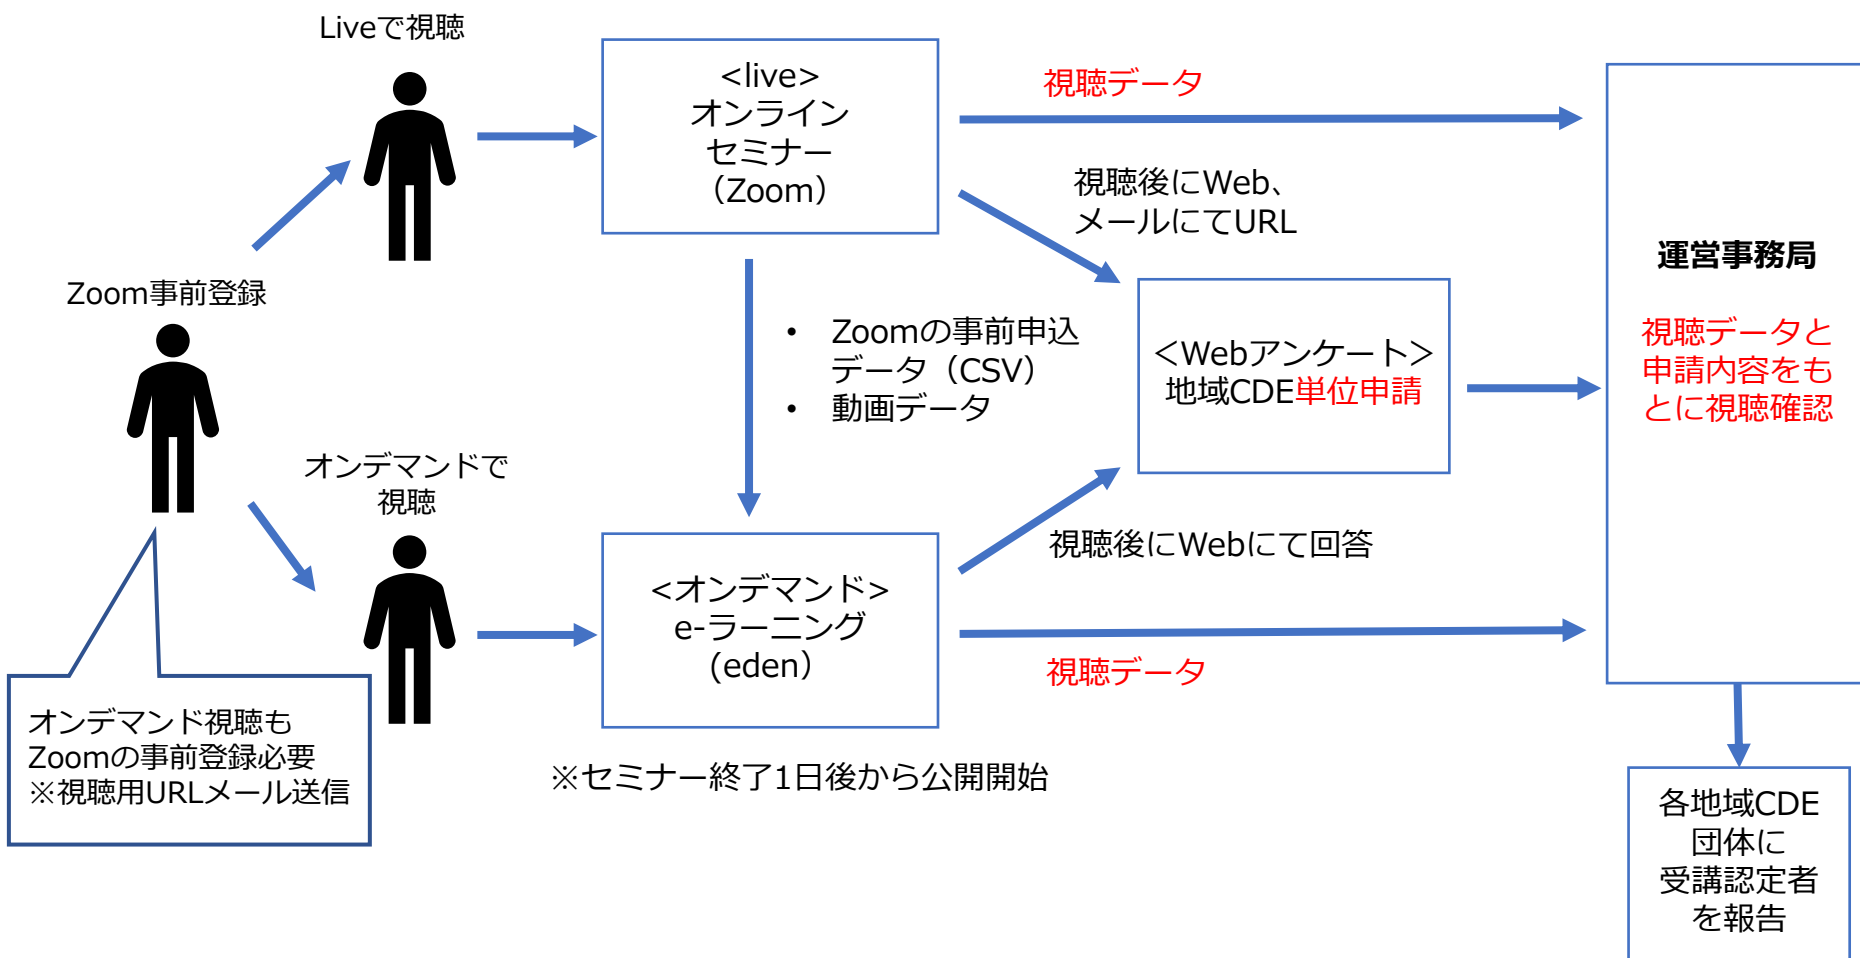 Liveで視聴
<live>
オンライン
セミナー
（Zoom）
視聴データ
視聴後にWeb、
メールにてURL
運営事務局
視聴データと
申請内容をも
とに視聴確認
Zoom事前登録
• Zoomの事前申込
データ（CSV）
• 動画データ
＜Webアンケート＞
地域CDE単位申請
オンデマンドで
視聴
視聴後にWebにて回答
<オンデマンド>
e-ラーニング
(eden）
視聴データ
オンデマンド視聴も
Zoomの事前登録必要
※視聴用URLメール送信
※セミナー終了1日後から公開開始
各地域CDE
団体に
受講認定者
を報告